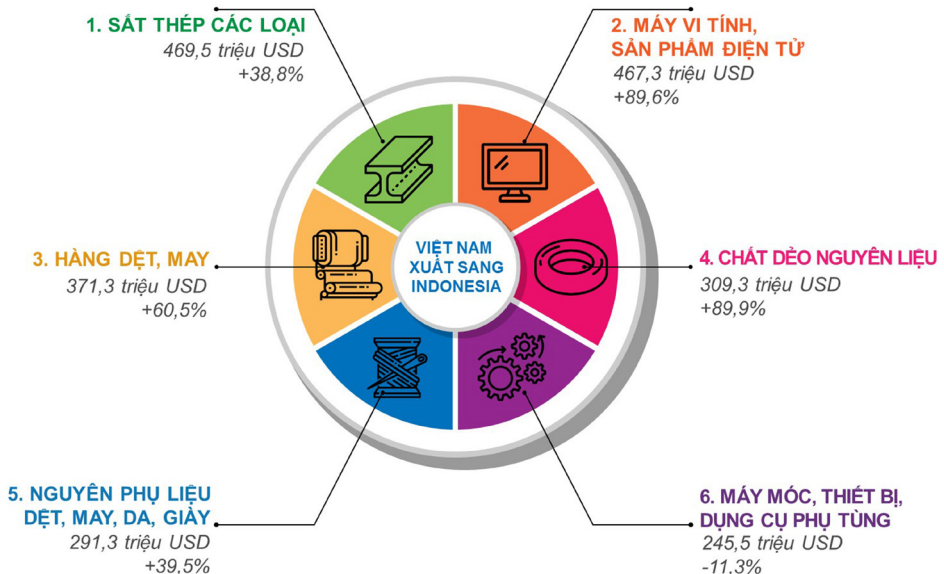 1. SẮT THÉP CÁC LOẠI
469,5 triệu USD
+38,8%
2. MÁY VI TÍNH,
SẢN PHẨM ĐIỆN TỬ
467,3 triệu USD
+89,6%
3. HÀNG DỆT, MAY
371,3 triệu USD
+60,5%
VIỆT NAM
XUẤT SANG
INDONESIA
4. CHẤT DẺO NGUYÊN LIỆU
309,3 triệu USD
+89,9%
5. NGUYÊN PHỤ LIỆU
DỆT, MAY, DA, GIÀY
291,3 triệu USD
+39,5%
6. MÁY MÓC, THIẾT BỊ,
DỤNG CỤ PHỤ TÙNG
245,5 triệu USD
-11,3%